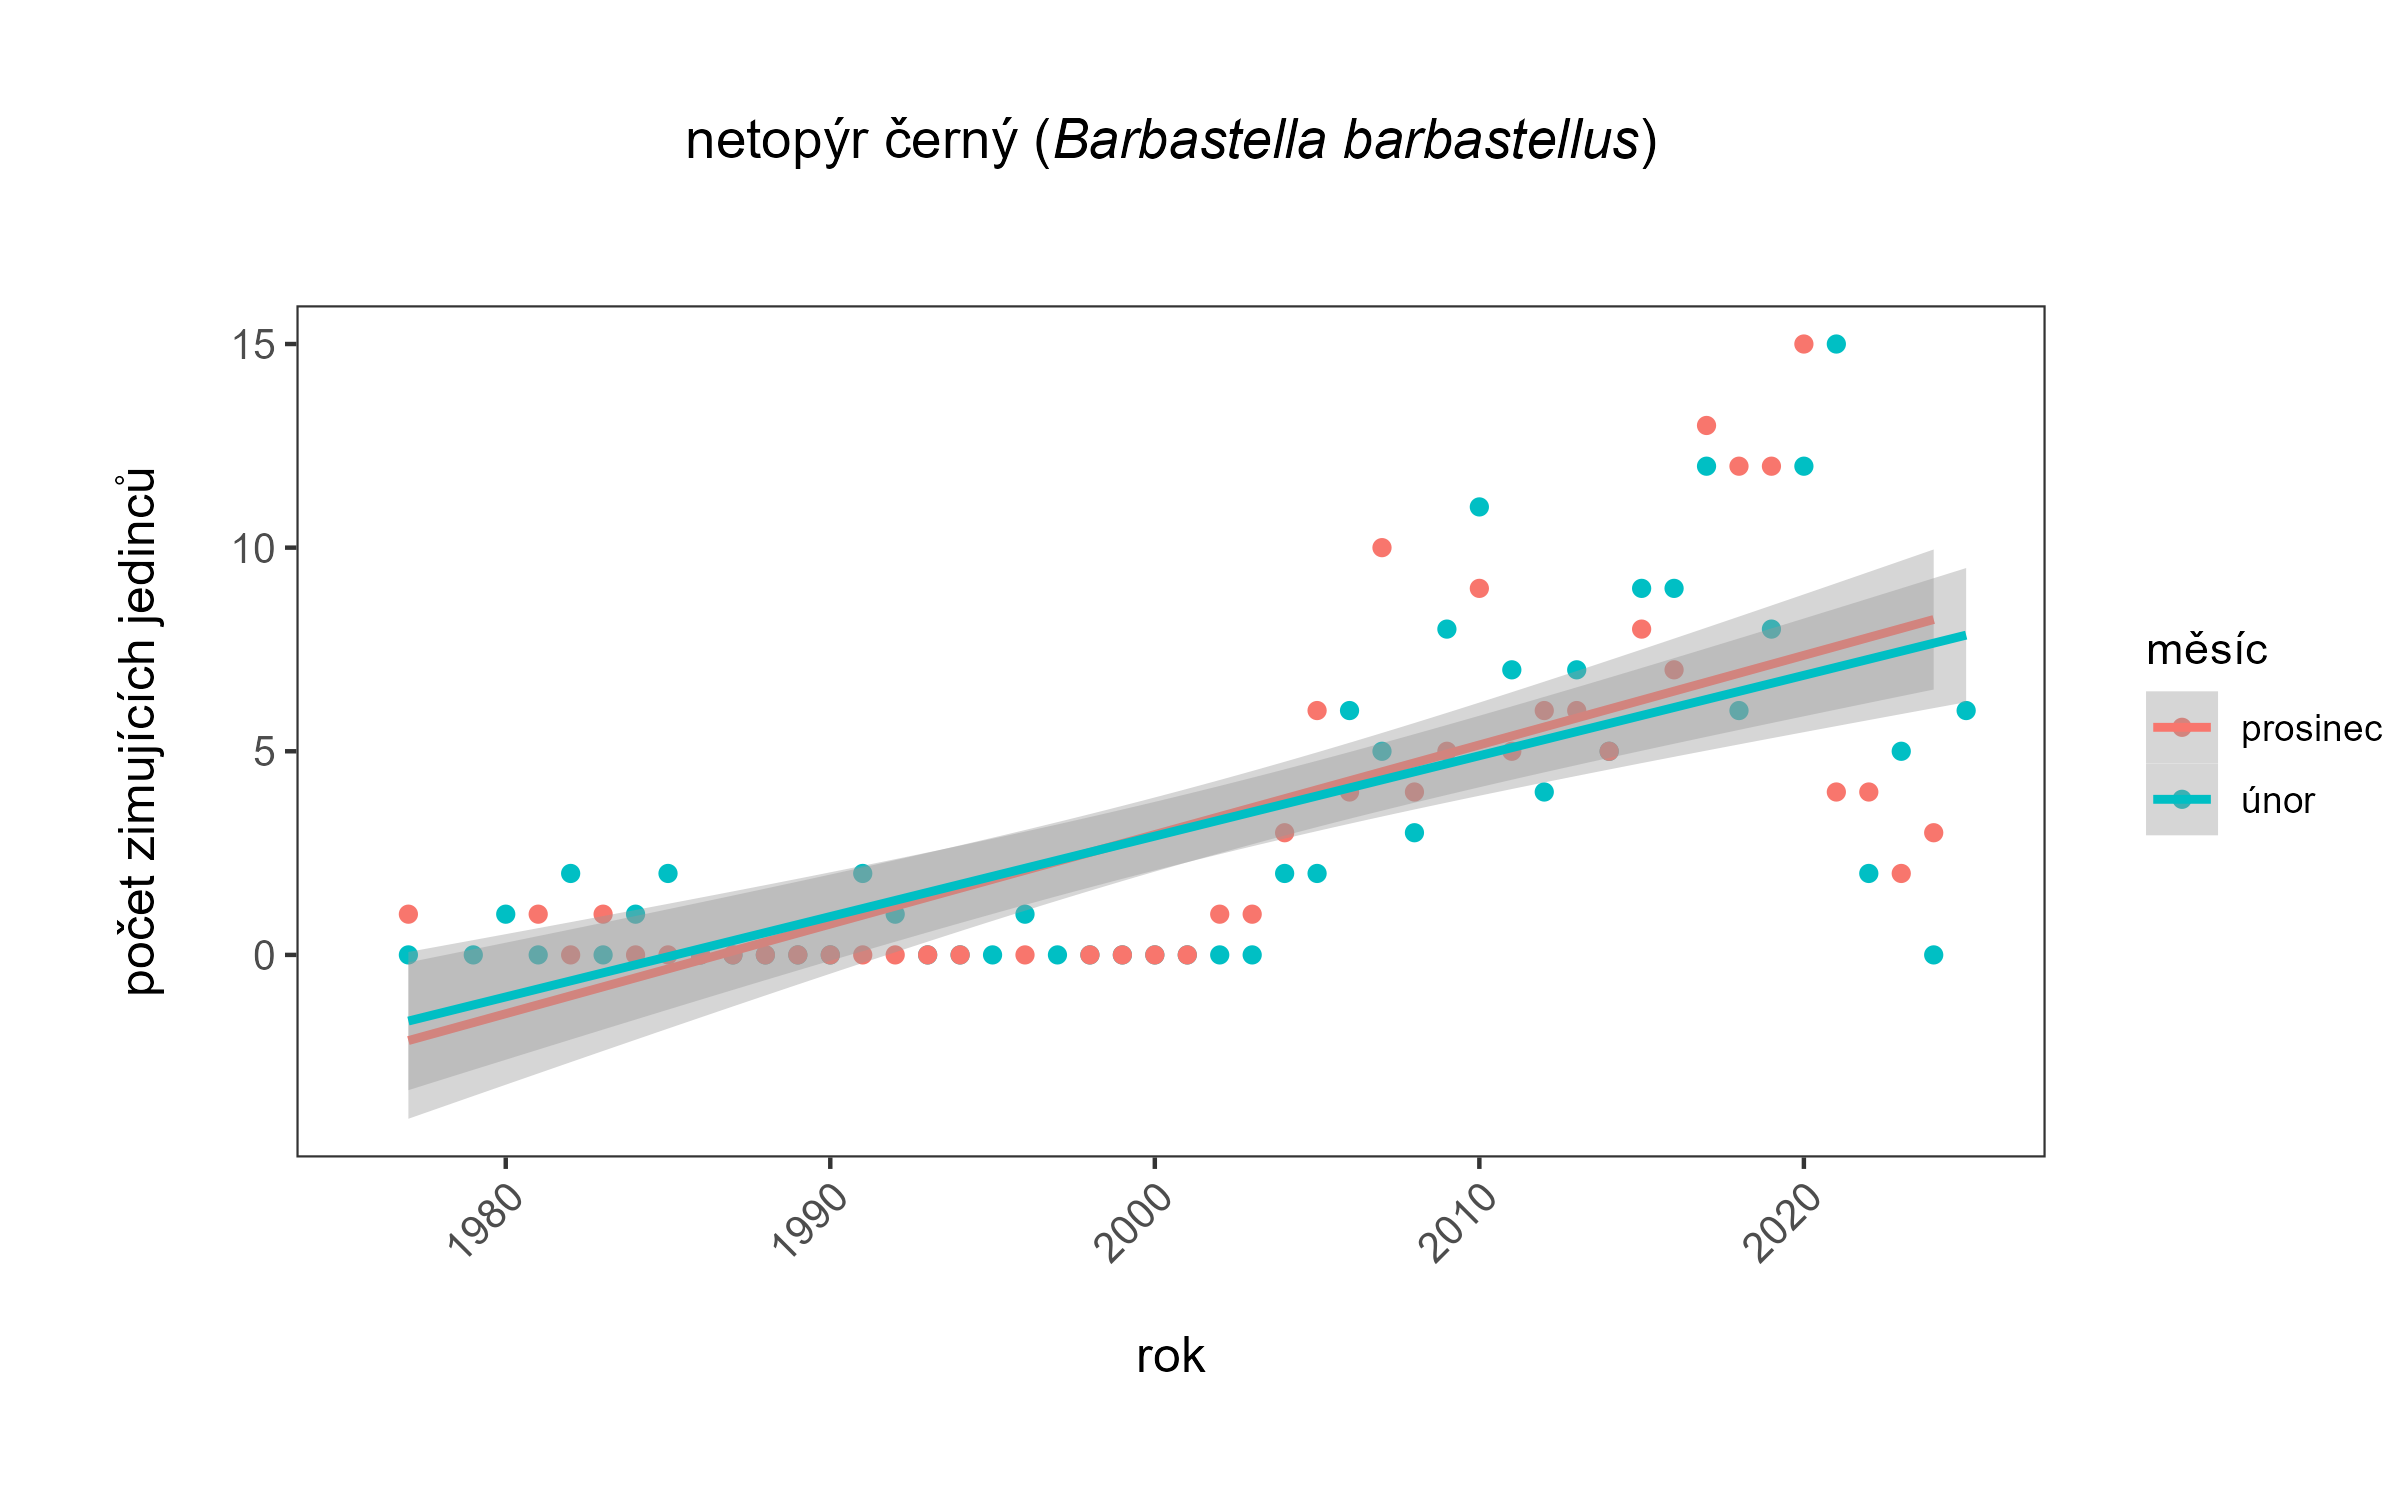 netopýr černý (Barbastella barbastellus)
počet zimujících jedinců
15
10
5
0
1980
1990
2000
2010
2020
rok
měsíc
prosinec
únor